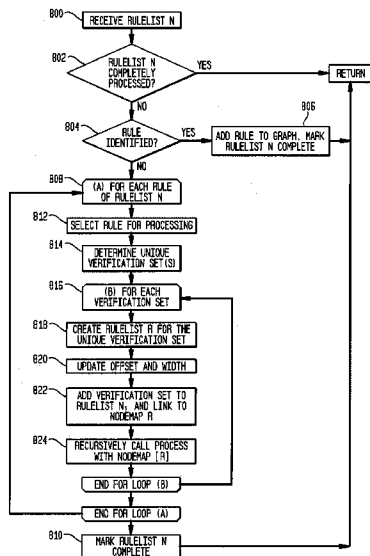 800
RECEIVE RULELIST N
802
RULELIST N
COMPLETELY
PROCESSED?
YES
RETURN
NO
804
RULE
IDENTIFIED?
YES
806
ADD RULE TO GRAPH, MARK
RULELIST N COMPLETE
NO
808
(A) FOR EACH RULE
OF RULELIST N
812
SELECT RULE FOR PROCESSING
814
DETERMINE UNIQUE
VERIFICATION SET(S)
816
(B) FOR EACH
VERIFICATION SET
818
CREATE RULELIST R FOR THE
UNIQUE VERIFICATION SET
820
UPDATE OFFSET AND WIDTH
822
ADD VERIFICATION SET TO
RULELIST N, AND LINK TO
NODEMAP R
824
RECURSIVELY CALL PROCESS
WITH NODEMAP [R]
END FOR LOOP (B)
END FOR LOOP (A)
810
MARK RULELIST N
COMPLETE